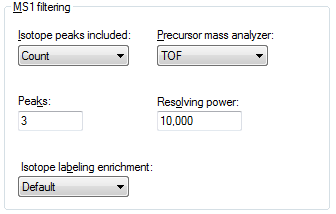 MS1 filtering
Isotope peaks included: Precursor mass analyzer:
Count TOF
Peaks: Resolving power:
3 10,000
Isotope labeling enrichment:
Default